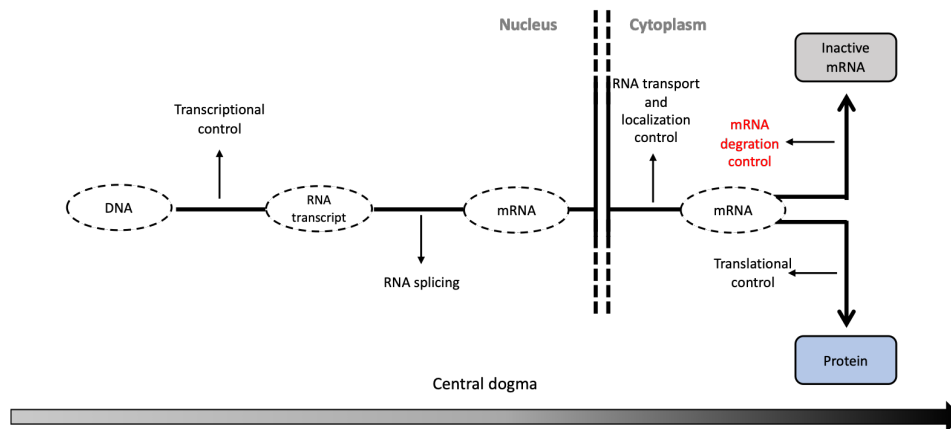 Nucleus
Cytoplasm
Inactive
mRNA
RNA transport
and
localization
control
Transcriptional
control
mRNA
degration
control
DNA
RNA
transcript
mRNA
mRNA
RNA splicing
Translational
control
Protein
Central dogma